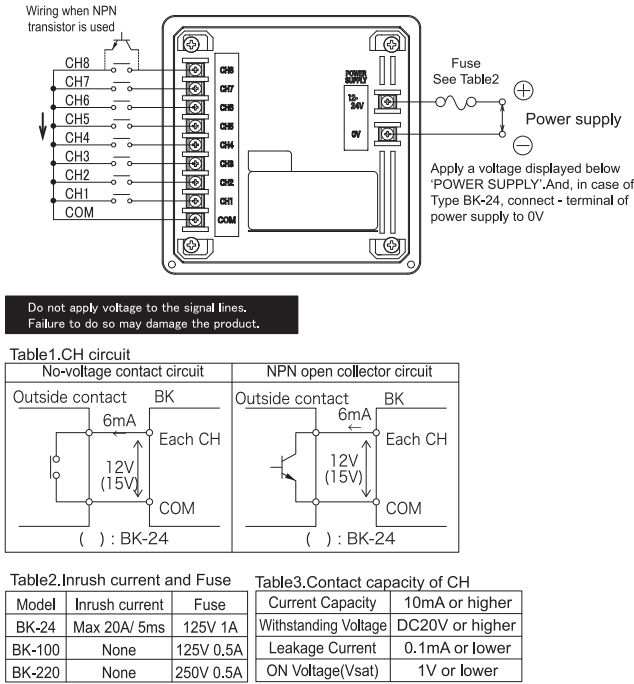 Wiring when NPN
transistor is used
CH8
CH7
CH6
CH5
CH4
CH3
CH2
CH1
COM
CH8
CH7
CH6
CH5
CH4
CH3
CH2
CH1
COM
POWER
SUPPLY
12-
24V
0V
Fuse
See Table2
Power supply
Apply a voltage displayed below
‘POWER SUPPLY’.And, in case of
Type BK-24, connect - terminal of
power supply to 0V
Do not apply voltage to the signal lines.
Failure to do so may damage the product.
Table1.CH circuit
No-voltage contact circuit NPN open collector circuit
Outside contact BK
6mA
Each CH
12V
(15V)
COM
( ) : BK-24
Outside contact BK
6mA
Each CH
12V
(15V)
COM
( ) : BK-24
Table2.Inrush current and Fuse
Model Inrush current Fuse
BK-24 Max 20A/ 5ms 125V 1A
BK-100 None 125V 0.5A
BK-220 None 250V 0.5A
Table3.Contact capacity of CH
Current Capacity 10mA or higher
Withstanding Voltage DC20V or higher
Leakage Current 0.1mA or lower
ON Voltage(Vsat) 1V or lower